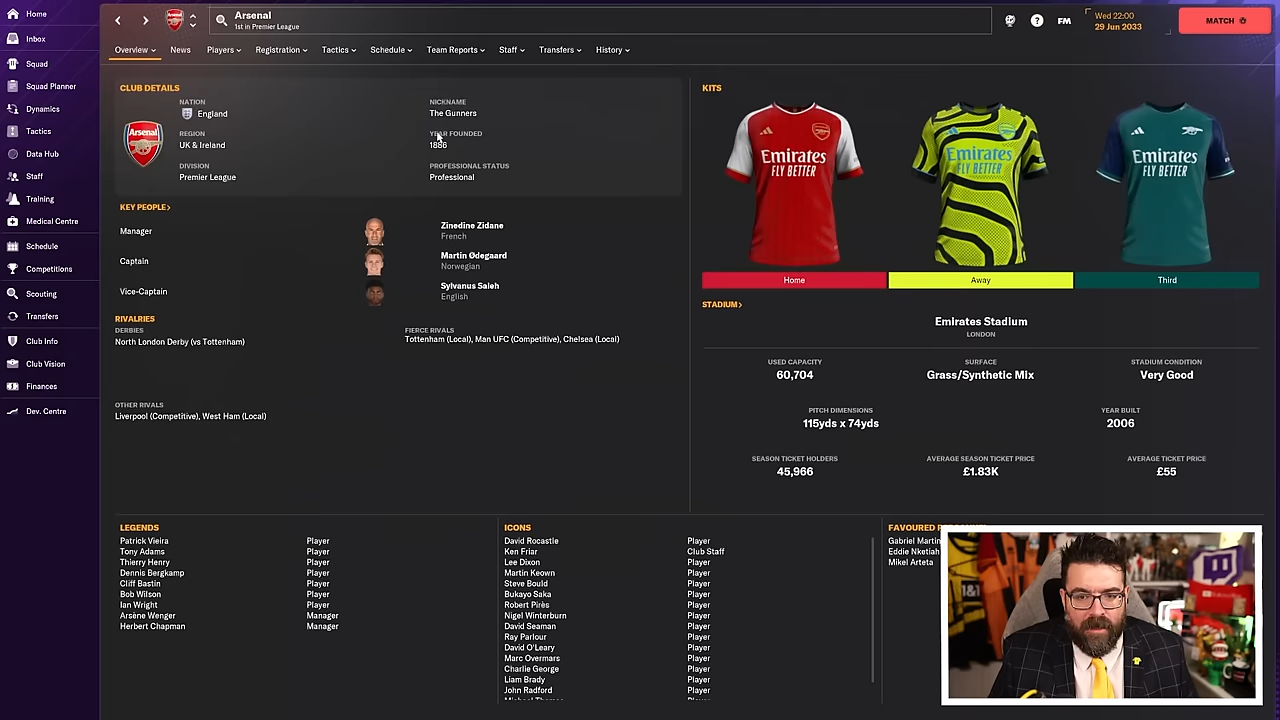 Home
Inbox
Squad
Squad Planner
Dynamics
Tactics
Data Hub
Staff
Training
Medical Centre
Schedule
Competitions
Scouting
Transfers
Club Info
Club Vision
Finances
Dev. Centre
Arsenal
1st in Premier League
FM
Wed 22:00
29 Jun 2033
MATCH
Overview
News
Players
Registration
Tactics
Schedule
Team Reports
Staff
Transfers
History
CLUB DETAILS
NATION
England
NICKNAME
The Gunners
Arsenal
REGION
UK & Ireland
YEAR FOUNDED
1886
DIVISION
Premier League
PROFESSIONAL STATUS
Professional
KEY PEOPLE>
Manager
Zinedine Zidane
French
Captain
Martin Ødegaard
Norwegian
Vice-Captain
Sylvanus Saleh
English
RIVALRIES
DERBIES
North London Derby (vs Tottenham)
FIERCE RIVALS
Tottenham (Local), Man UFC (Competitive), Chelsea (Local)
OTHER RIVALS
Liverpool (Competitive), West Ham (Local)
KITS
Emirates
FLY BETTER
Emirates
FLY BETTER
Emirates
FLY BETTER
Home
Away
Third
STADIUM>
Emirates Stadium
LONDON
USED CAPACITY
60,704
SURFACE
Grass/Synthetic Mix
STADIUM CONDITION
Very Good
PITCH DIMENSIONS
115yds x 74yds
YEAR BUILT
2006
SEASON TICKET HOLDERS
45,966
AVERAGE SEASON TICKET PRICE
£1.83K
AVERAGE TICKET PRICE
£55
LEGENDS
Patrick Vieira Player
Tony Adams Player
Thierry Henry Player
Dennis Bergkamp Player
Cliff Bastin Player
Bob Wilson Player
Ian Wright Player
Arsène Wenger Manager
Herbert Chapman Manager
ICONS
David Rocastle Player
Ken Friar Club Staff
Lee Dixon Player
Martin Keown Player
Steve Bould Player
Bukayo Saka Player
Robert Pirès Player
Nigel Winterburn Player
David Seaman Player
Ray Parlour Player
David O'Leary Player
Marc Overmars Player
Charlie George Player
Liam Brady Player
John Radford Player
FAVOURED
Gabriel Martin
Eddie Nketiah
Mikel Arteta
1&1